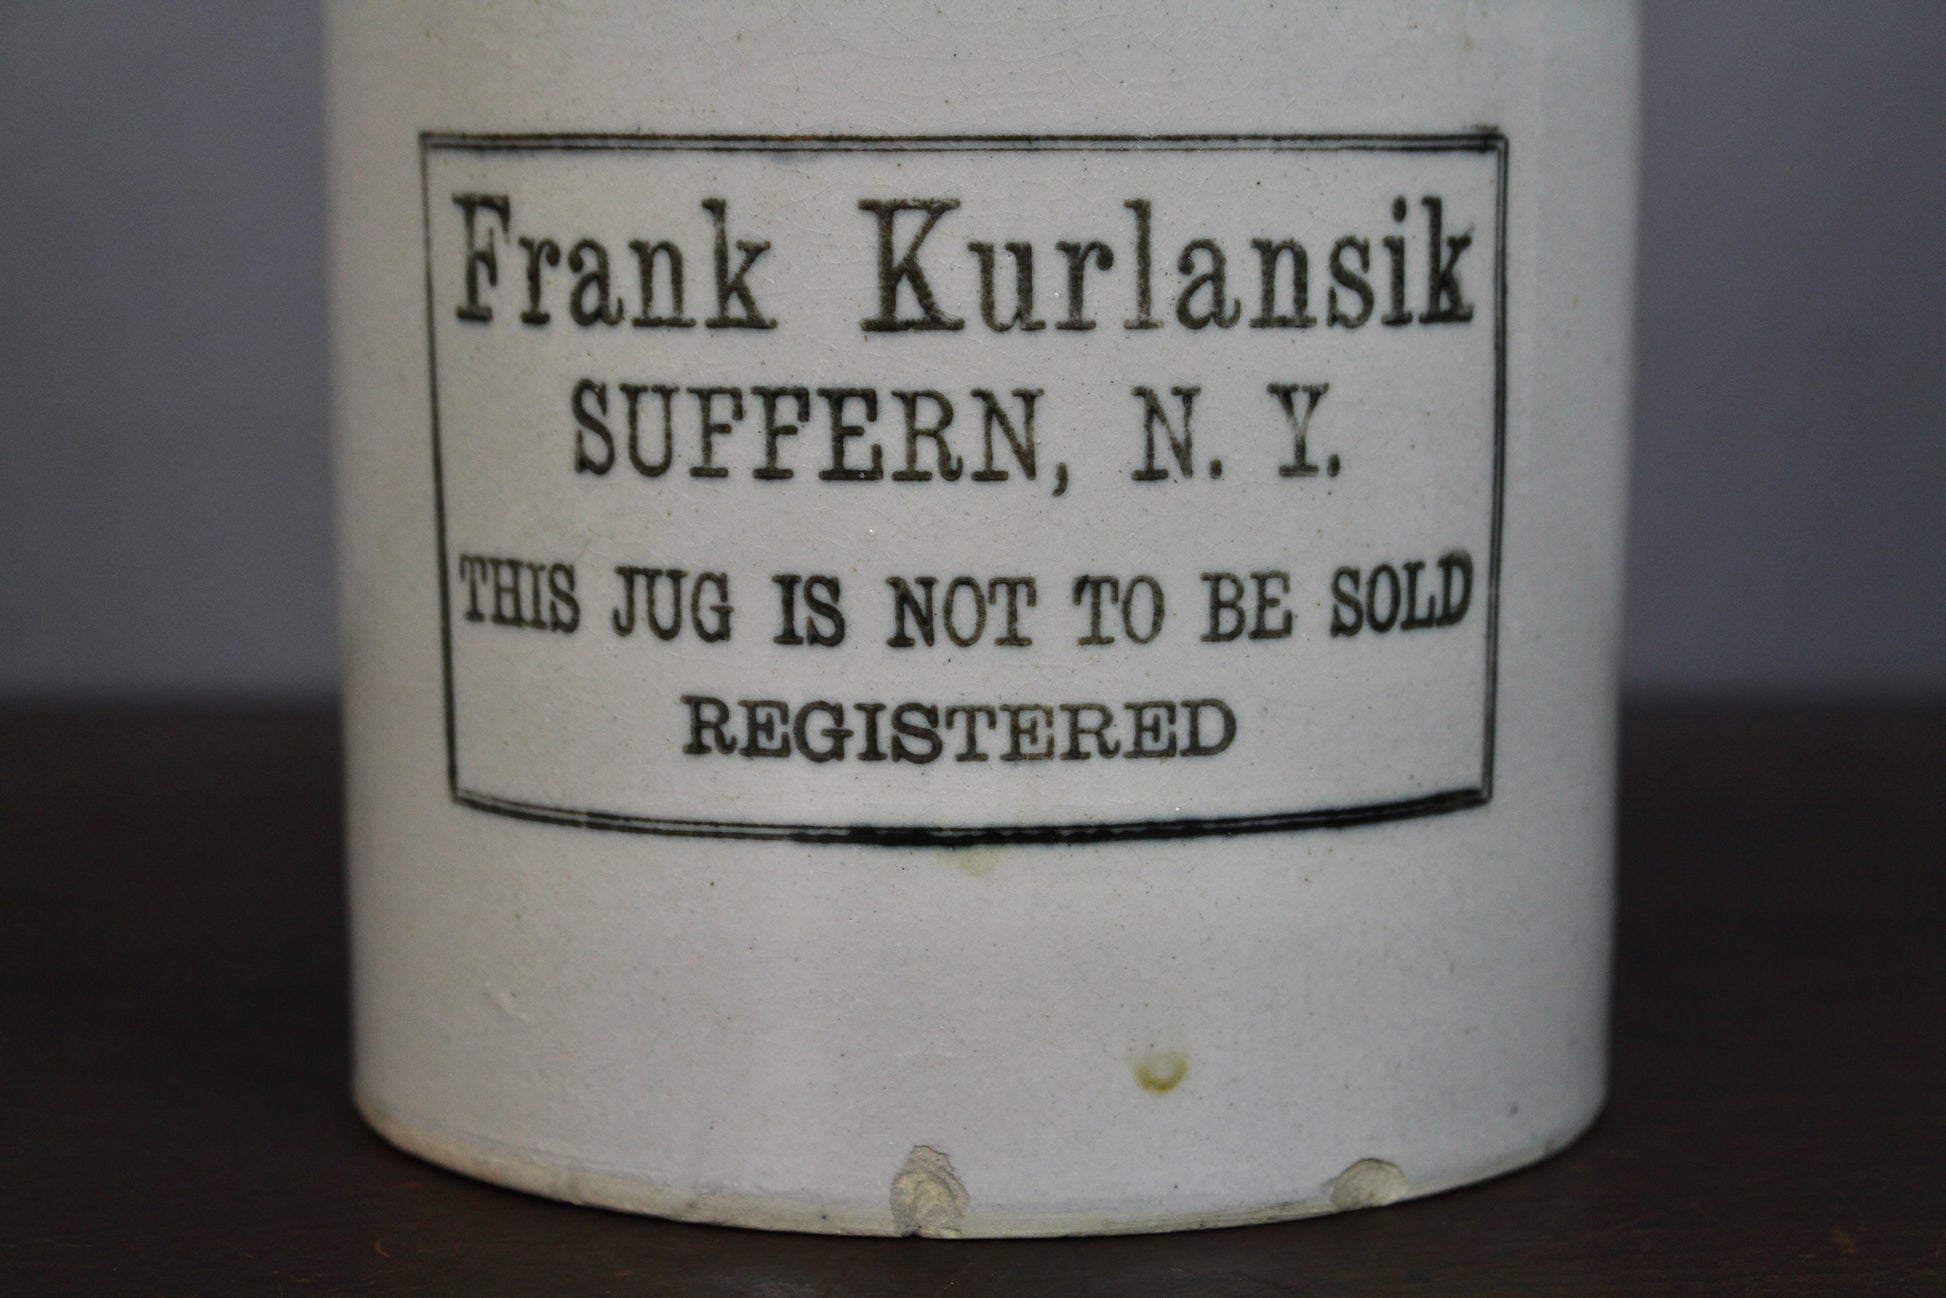 Frank Kurlansik
SUFFERN, N. Y.
THIS JUG IS NOT TO BE SOLD
REGISTERED